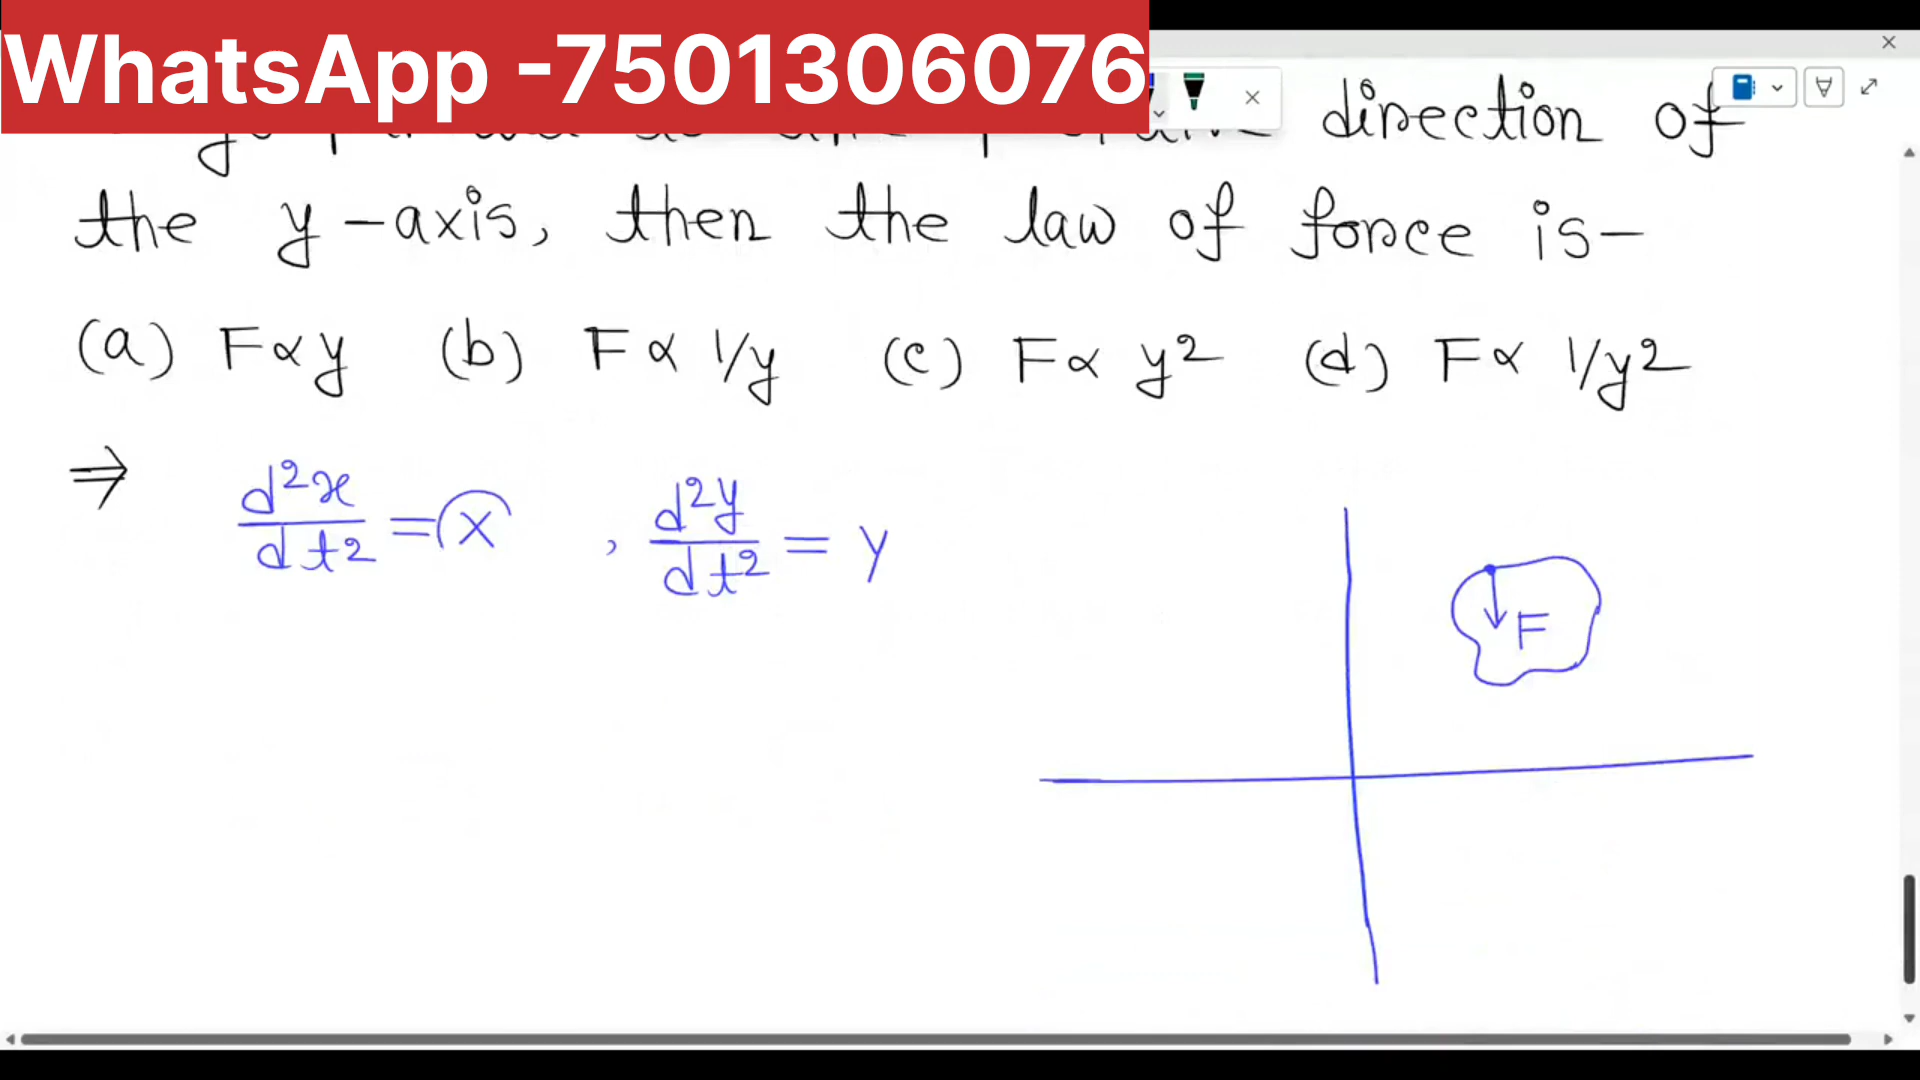 WhatsApp -7501306076
direction of
the y-axis, then the law of force is-
(a) F∝y (b) F∝ 1/y (c) F∝ y² (d) F∝ 1/y²
⇒ d²x/dt² = X , d²y/dt² = Y
F